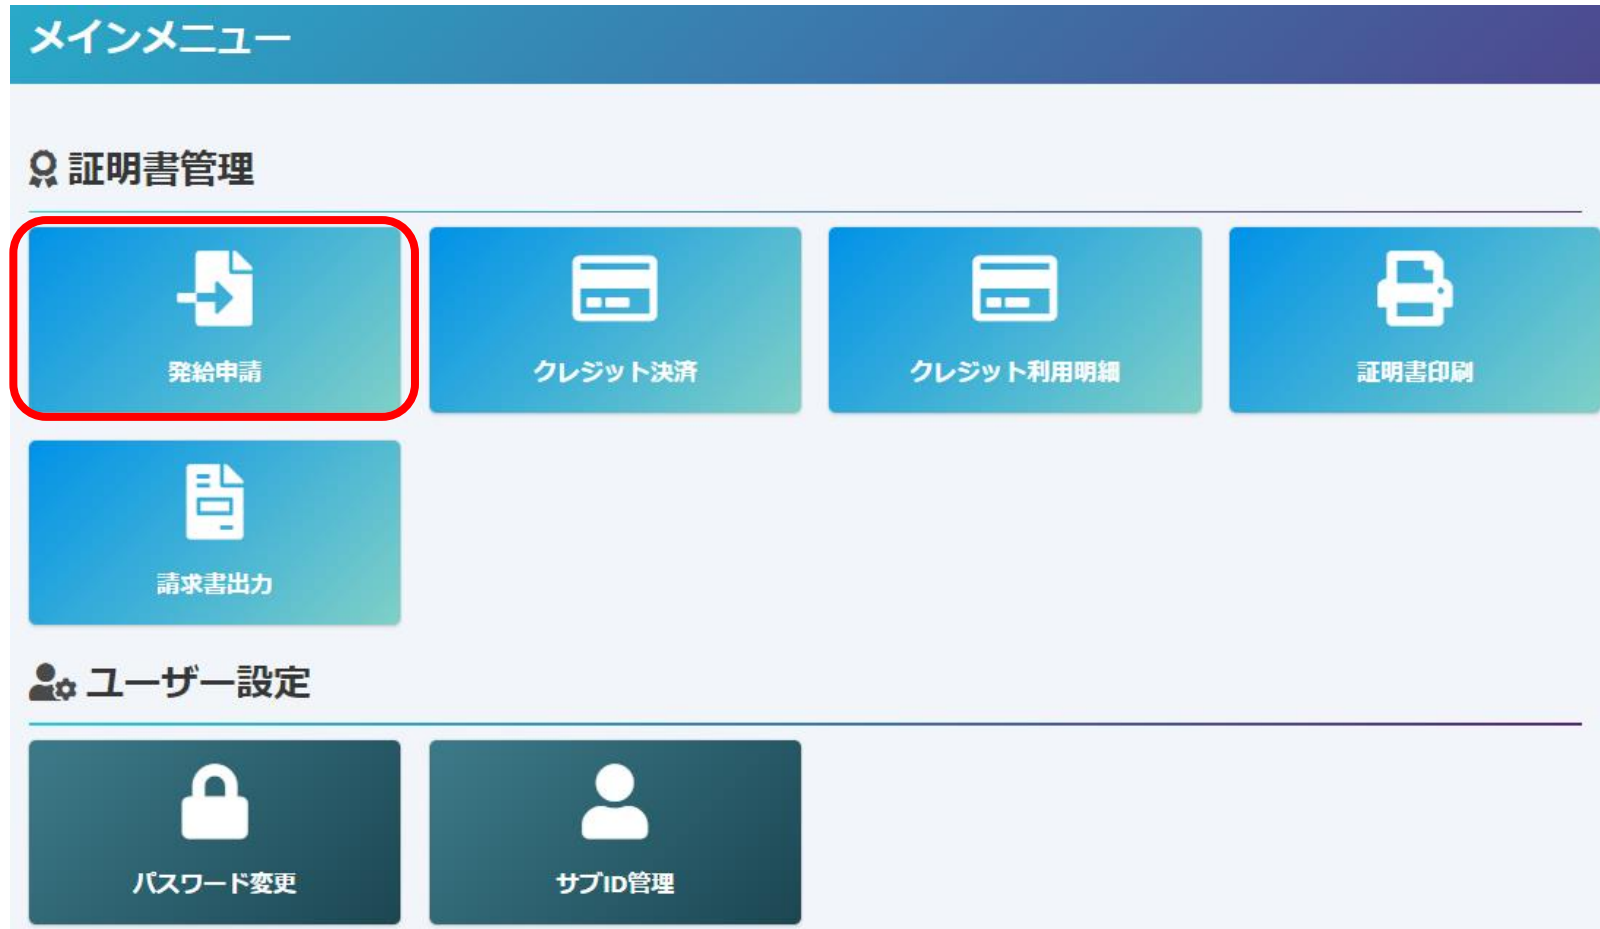 メインメニュー
証明書管理
発給申請
クレジット決済
クレジット利用明細
証明書印刷
請求書出力
ユーザー設定
パスワード変更
サブID管理